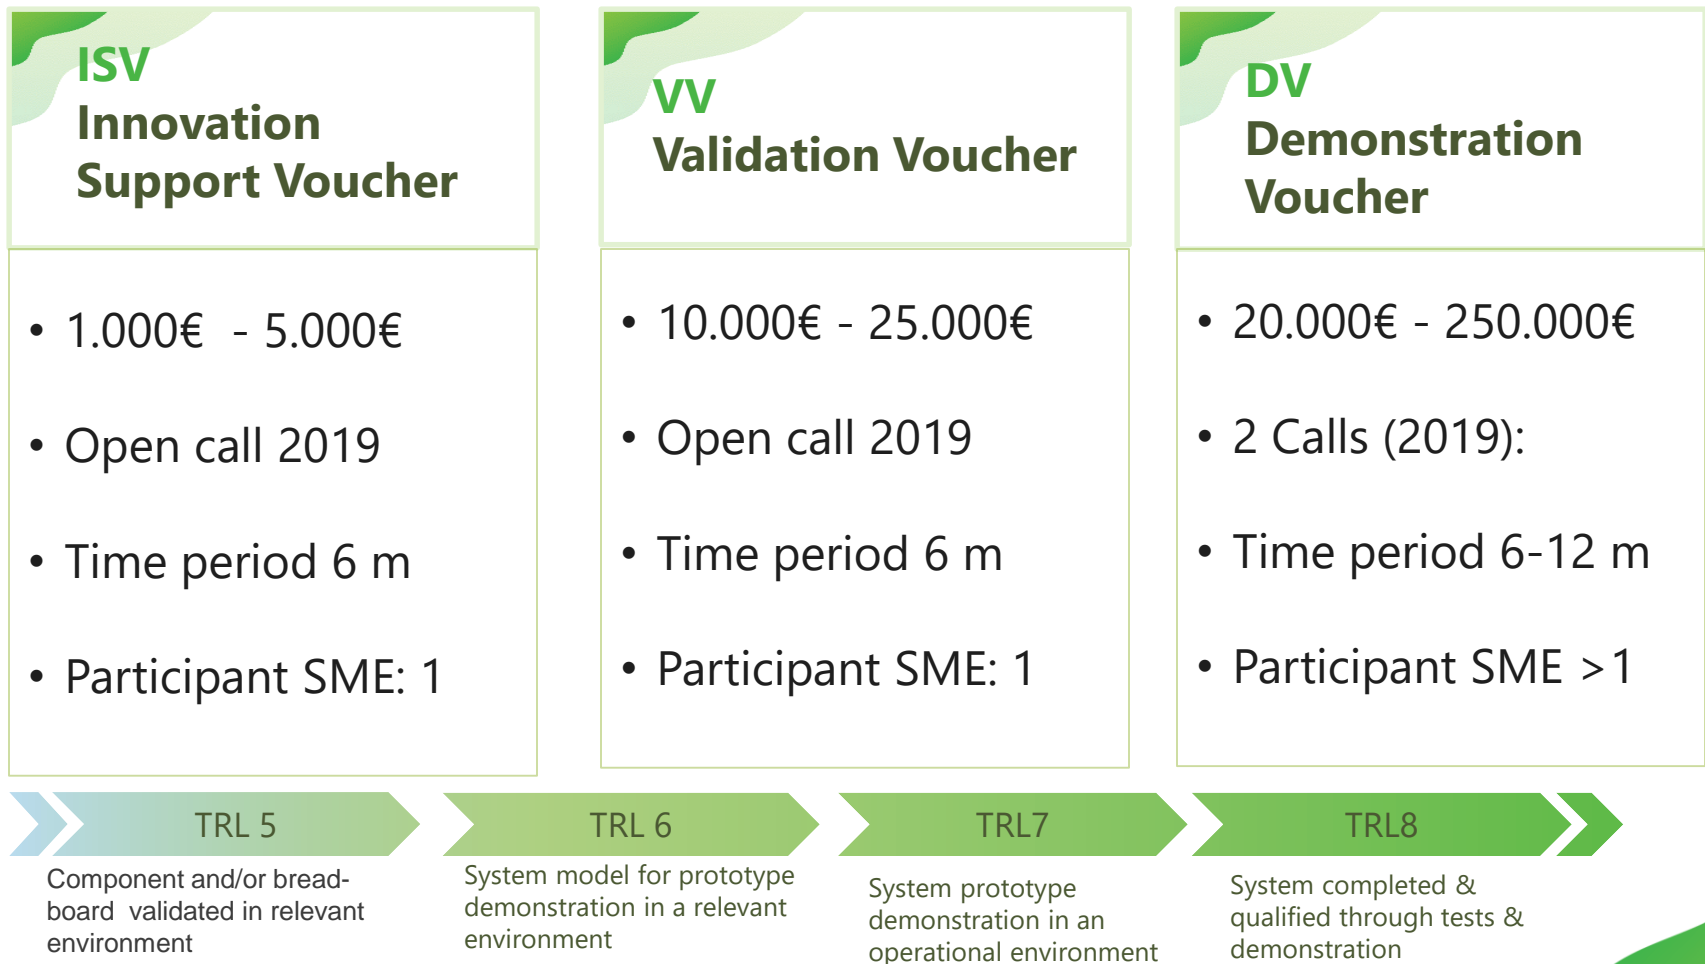 ISV
Innovation
Support Voucher
• 1.000€ - 5.000€
• Open call 2019
• Time period 6 m
• Participant SME: 1
VV
Validation Voucher
• 10.000€ - 25.000€
• Open call 2019
• Time period 6 m
• Participant SME: 1
DV
Demonstration
Voucher
• 20.000€ - 250.000€
• 2 Calls (2019):
• Time period 6-12 m
• Participant SME >1
TRL 5
Component and/or bread-
board validated in relevant
environment
TRL 6
System model for prototype
demonstration in a relevant
environment
TRL7
System prototype
demonstration in an
operational environment
TRL8
System completed &
qualified through tests &
demonstration